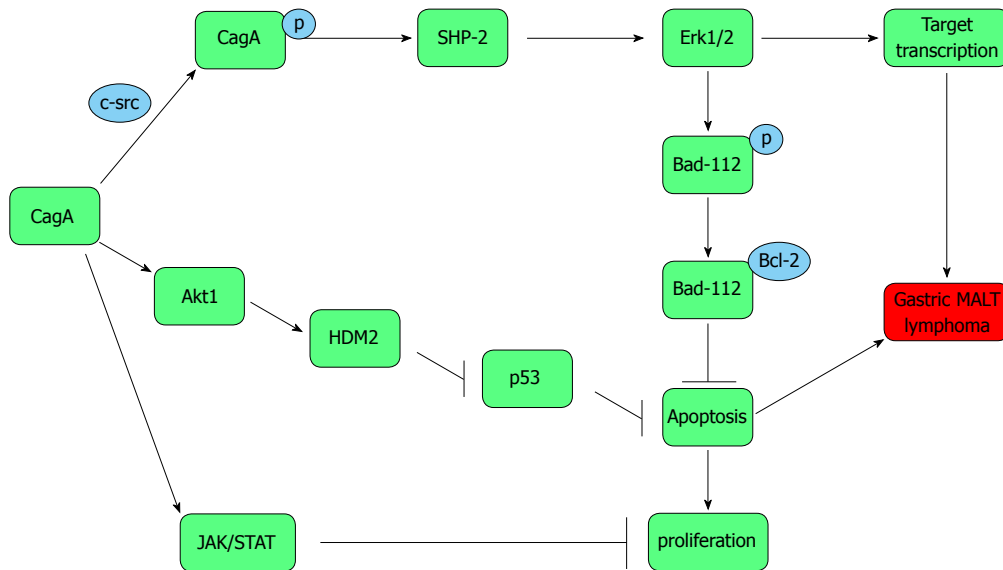 CagA
p
SHP-2
Erk1/2
Target
transcription
c-src
p
Bad-112
CagA
Bcl-2
Bad-112
Akt1
Gastric MALT
lymphoma
HDM2
p53
Apoptosis
JAK/STAT
proliferation